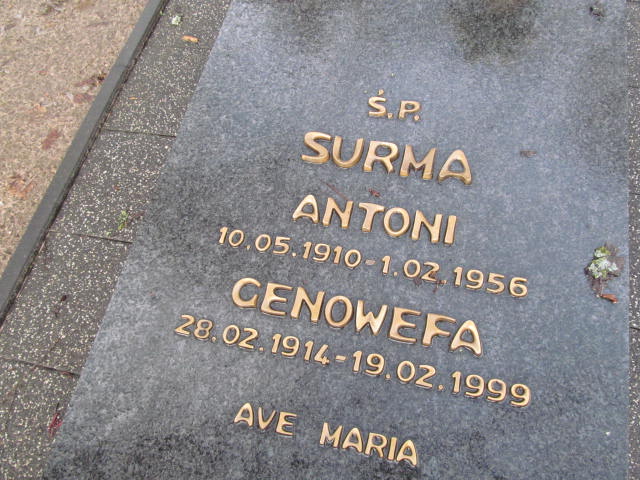 Ś.P.
SURMA
ANTONI
10.05.1910-1.02.1956
GENOWEFA
28.02.1914-19.02.1999
AVE MARIA